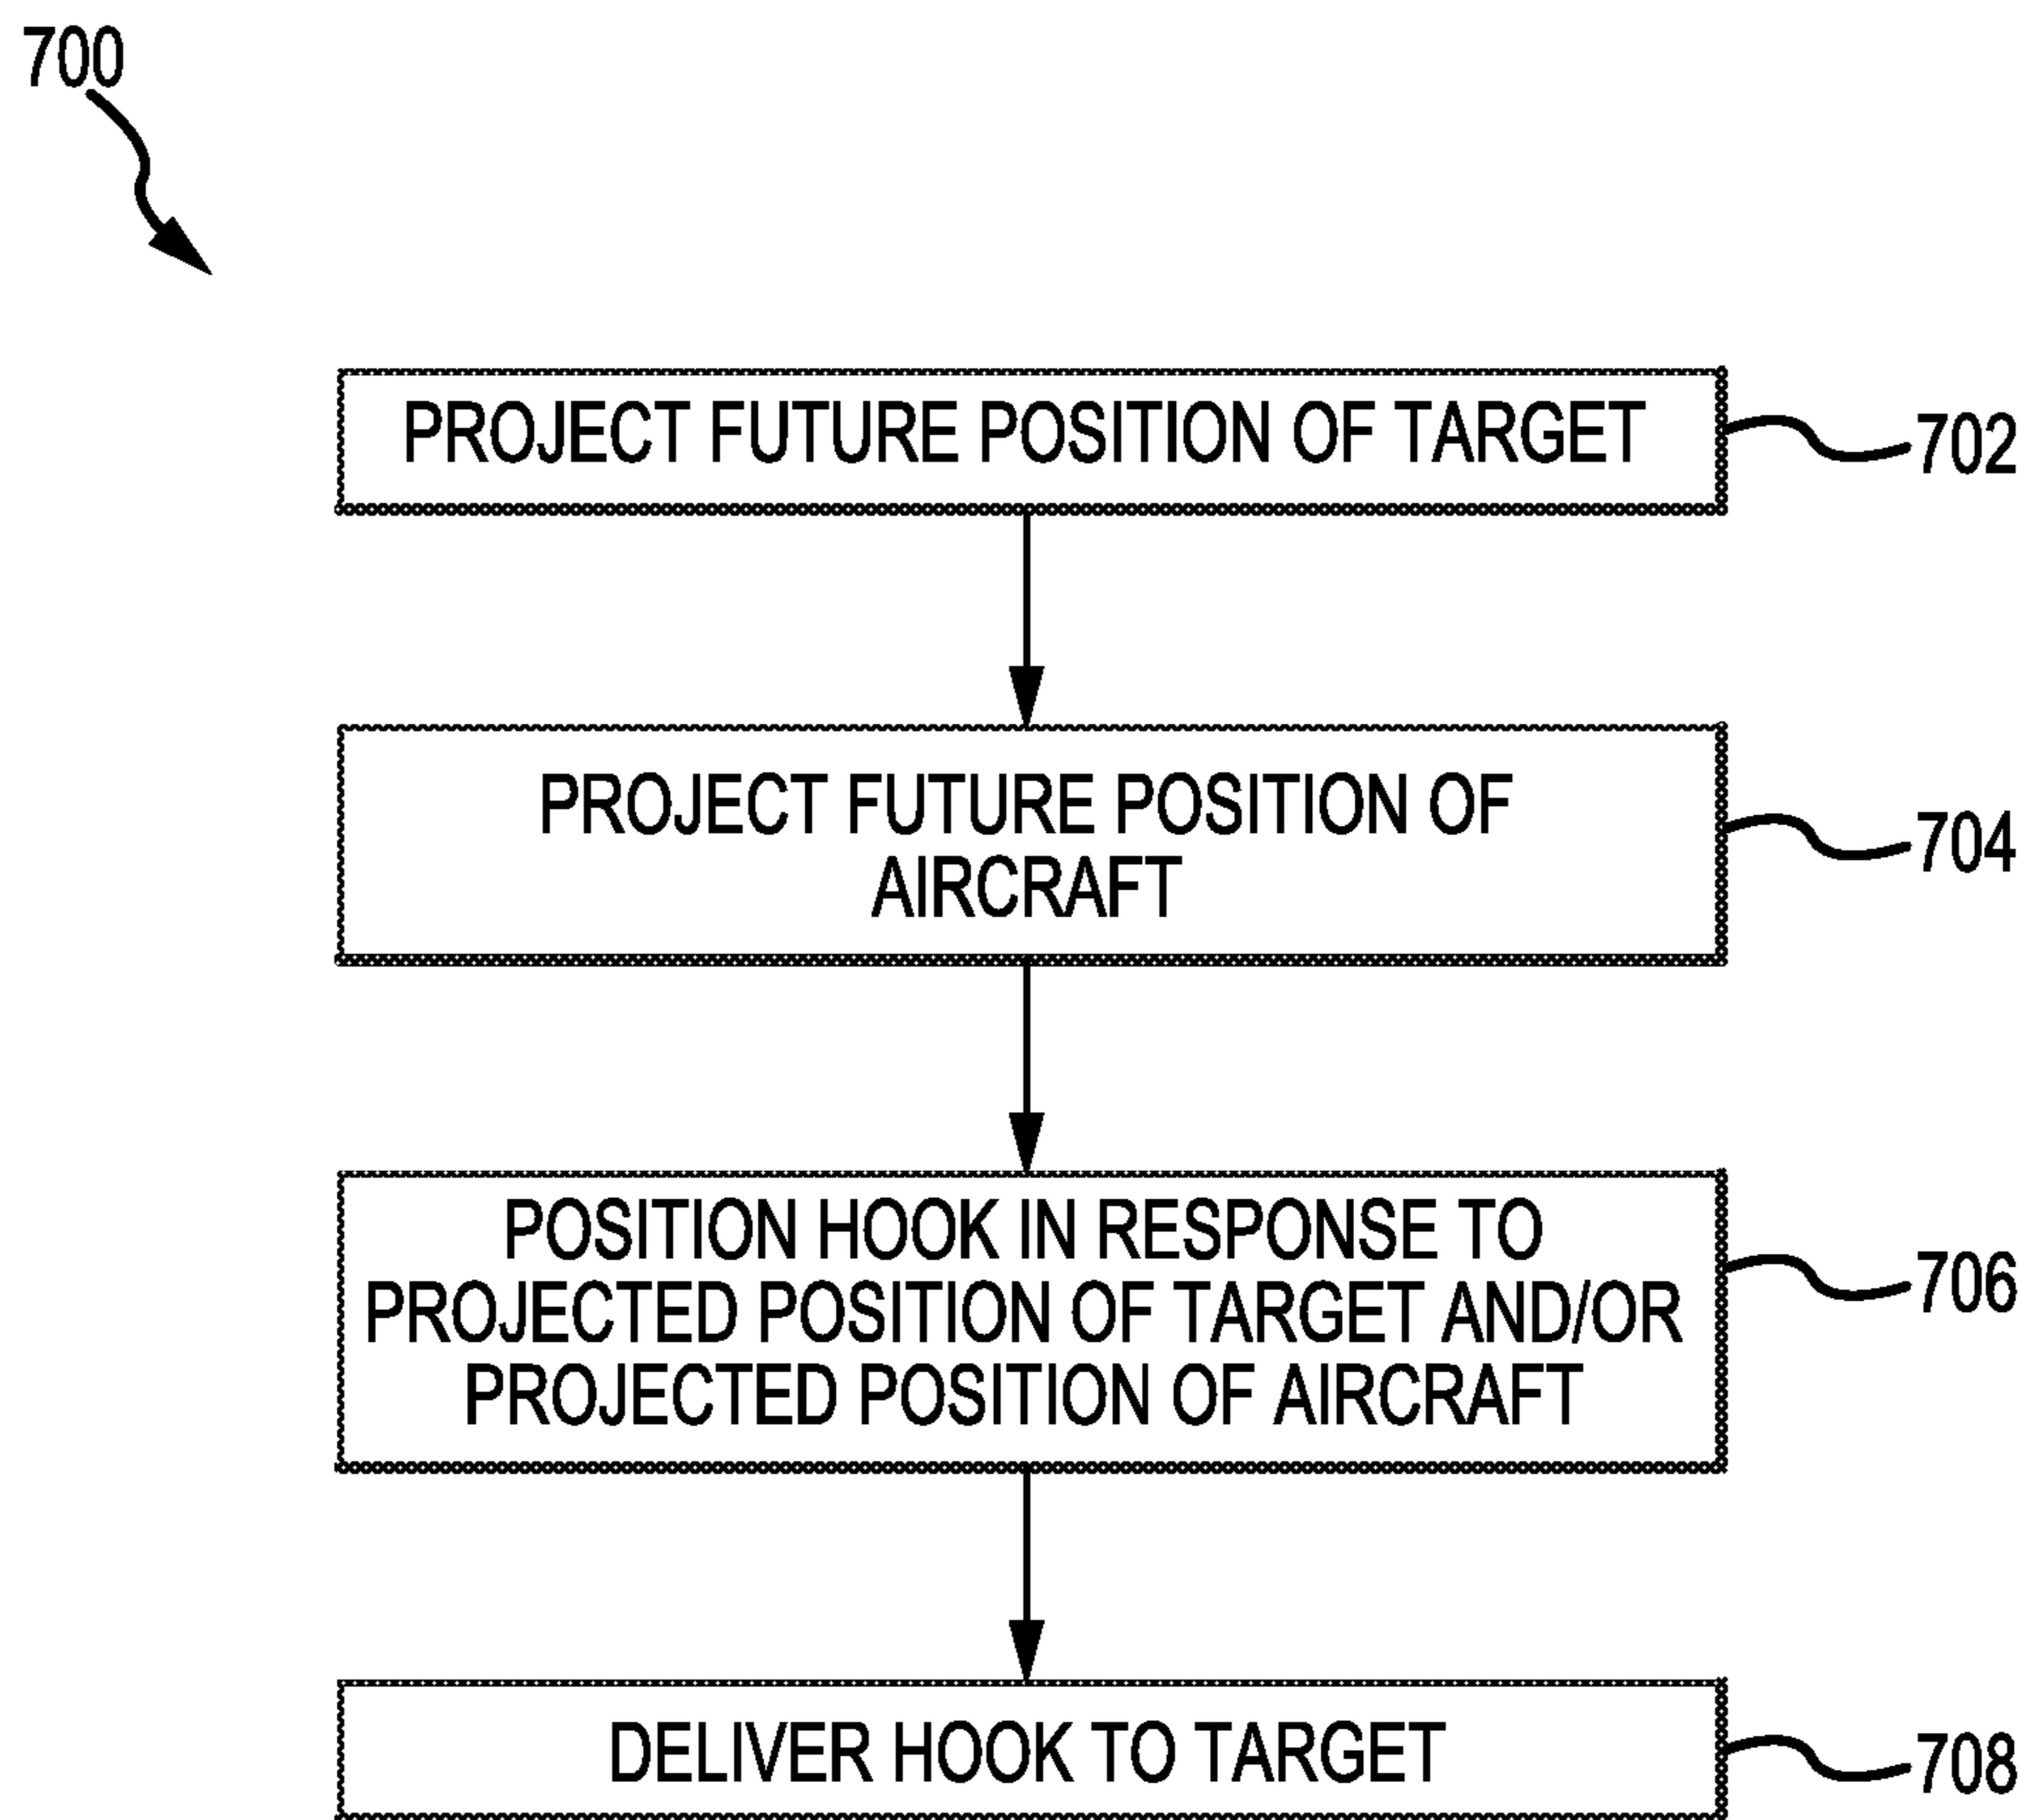 700
PROJECT FUTURE POSITION OF TARGET
702
PROJECT FUTURE POSITION OF
AIRCRAFT
704
POSITION HOOK IN RESPONSE TO
PROJECTED POSITION OF TARGET AND/OR
PROJECTED POSITION OF AIRCRAFT
706
DELIVER HOOK TO TARGET
708